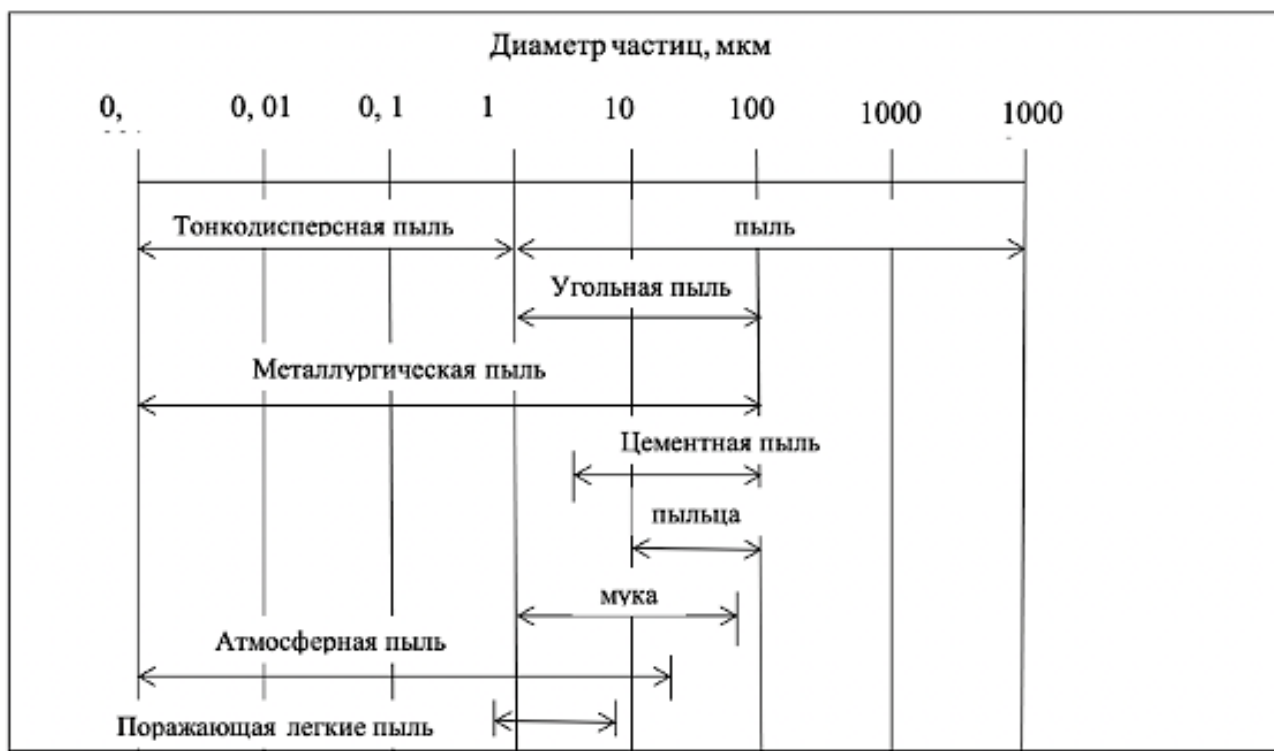 Диаметр частиц, мкм
0, 0, 01 0, 1 1 10 100 1000 1000
Тонкодисперсная пыль пыль
Угольная пыль
Металлургическая пыль
Цементная пыль
пыльца
мука
Атмосферная пыль
Поражающая легкие пыль